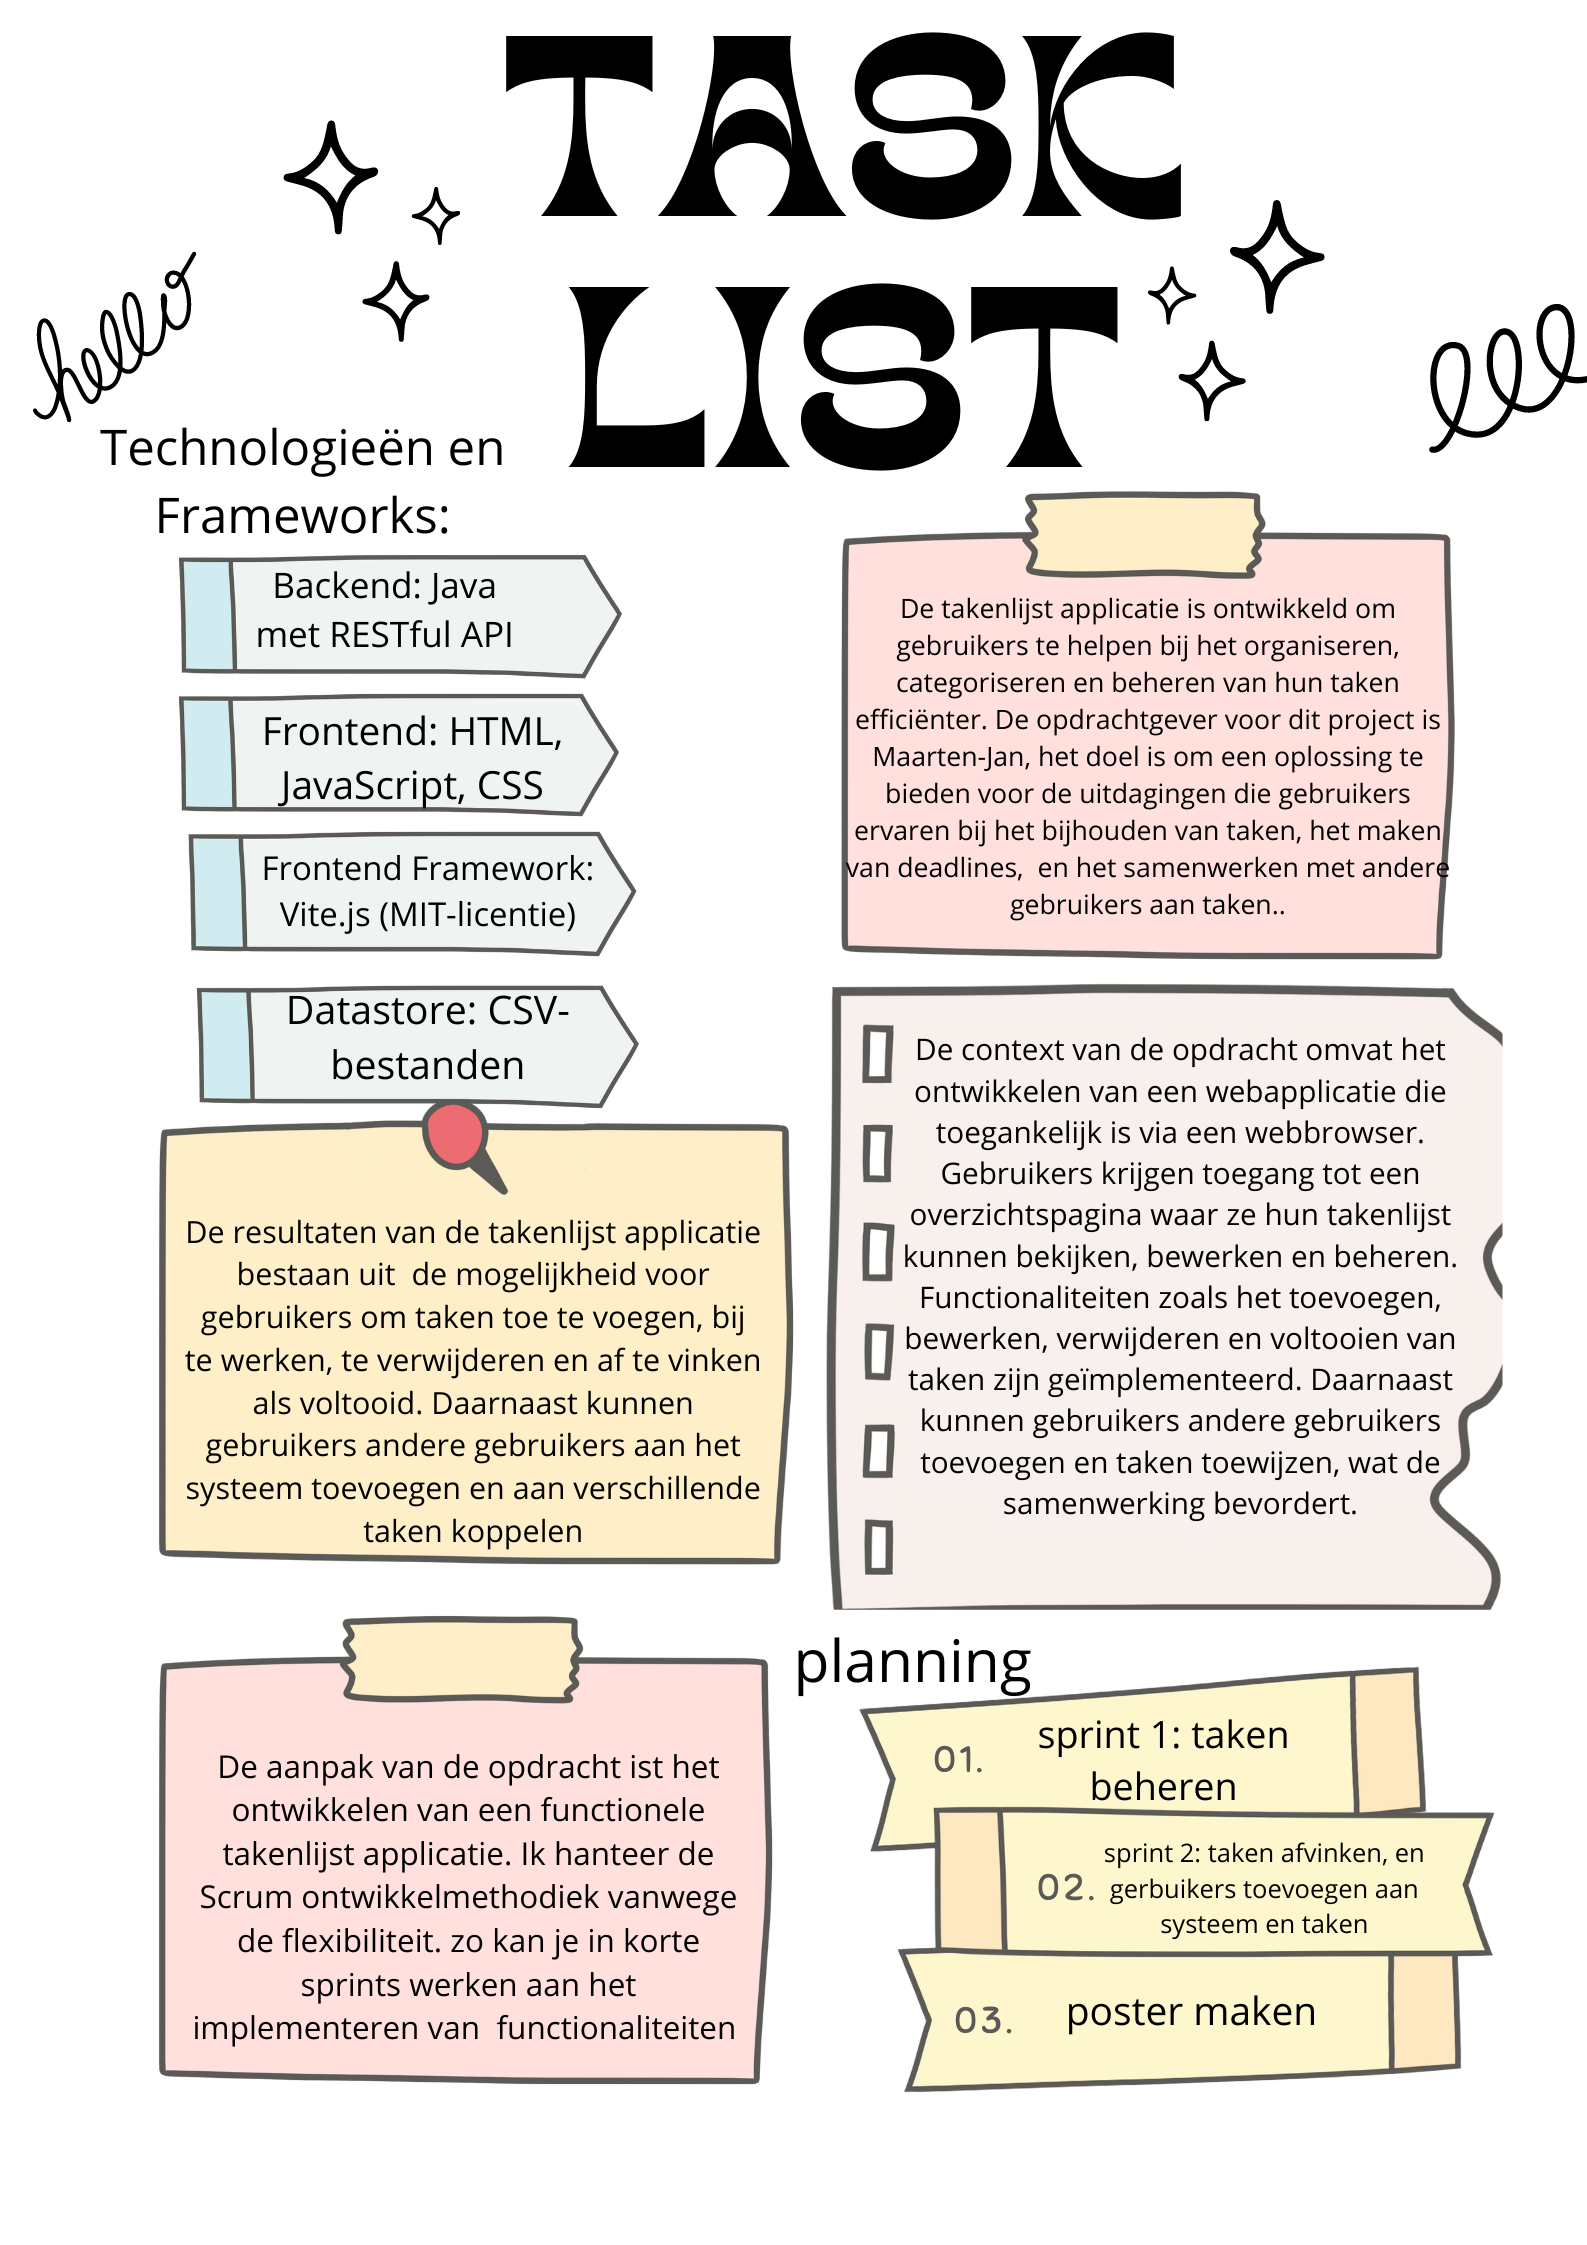 TASK
LIST
hello
Technologieën en
Frameworks:
Backend: Java
met RESTful API
Frontend: HTML,
JavaScript, CSS
Frontend Framework:
Vite.js (MIT-licentie)
Datastore: CSV-
bestanden
De takenlijst applicatie is ontwikkeld om
gebruikers te helpen bij het organiseren,
categoriseren en beheren van hun taken
efficiënter. De opdrachtgever voor dit project is
Maarten-Jan, het doel is om een oplossing te
bieden voor de uitdagingen die gebruikers
ervaren bij het bijhouden van taken, het maken
van deadlines,  en het samenwerken met andere
gebruikers aan taken..
De context van de opdracht omvat het
ontwikkelen van een webapplicatie die
toegankelijk is via een webbrowser.
Gebruikers krijgen toegang tot een
overzichtspagina waar ze hun takenlijst
kunnen bekijken, bewerken en beheren.
Functionaliteiten zoals het toevoegen,
bewerken, verwijderen en voltooien van
taken zijn geïmplementeerd. Daarnaast
kunnen gebruikers andere gebruikers
toevoegen en taken toewijzen, wat de
samenwerking bevordert.
De resultaten van de takenlijst applicatie
bestaan uit  de mogelijkheid voor
gebruikers om taken toe te voegen, bij
te werken, te verwijderen en af te vinken
als voltooid. Daarnaast kunnen
gebruikers andere gebruikers aan het
systeem toevoegen en aan verschillende
taken koppelen
De aanpak van de opdracht ist het
ontwikkelen van een functionele
takenlijst applicatie. Ik hanteer de
Scrum ontwikkelmethodiek vanwege
de flexibiliteit. zo kan je in korte
sprints werken aan het
implementeren van  functionaliteiten
planning
01. sprint 1: taken
beheren
sprint 2: taken afvinken, en
02. gerbuikers toevoegen aan
systeem en taken
03. poster maken